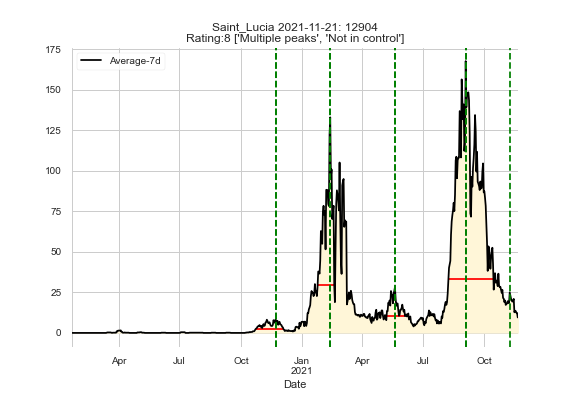 Saint_Lucia 2021-11-21: 12904
Rating:8 ['Multiple peaks', 'Not in control']
175
150
125
100
75
50
25
0
Average-7d
Apr
Jul
Oct
Jan
2021
Apr
Jul
Oct
Date